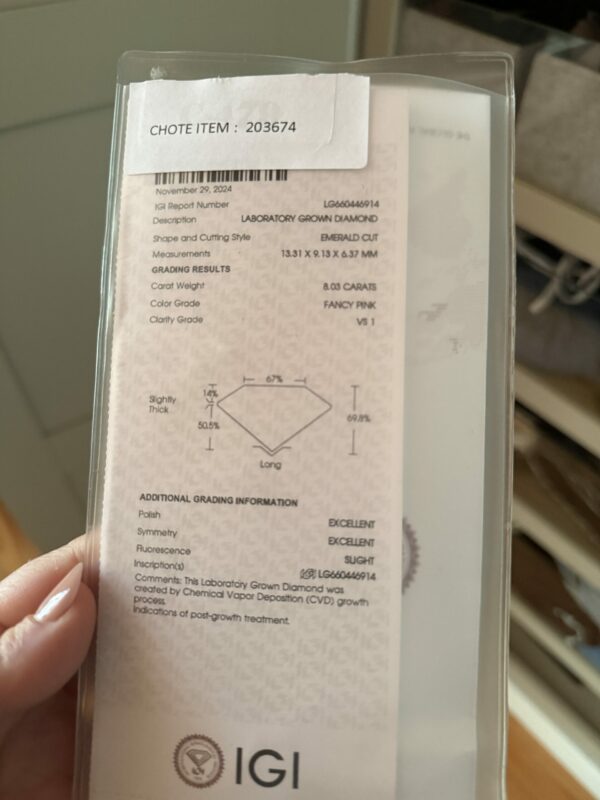 CHOTE ITEM : 203674
November 29, 2024
IGI Report Number LG660446914
Description LABORATORY GROWN DIAMOND
Shape and Cutting Style EMERALD CUT
Measurements 13.31 X 9.13 X 6.37 MM
GRADING RESULTS
Carat Weight 8.03 CARATS
Color Grade FANCY PINK
Clarity Grade VS 1
67%
14%
Slightly
Thick
50.5%
69.8%
Long
ADDITIONAL GRADING INFORMATION
Polish EXCELLENT
Symmetry EXCELLENT
Fluorescence SLIGHT
Inscription(s) LG660446914
Comments: This Laboratory Grown Diamond was
created by Chemical Vapor Deposition (CVD) growth
process.
Indications of post-growth treatment.
IGI